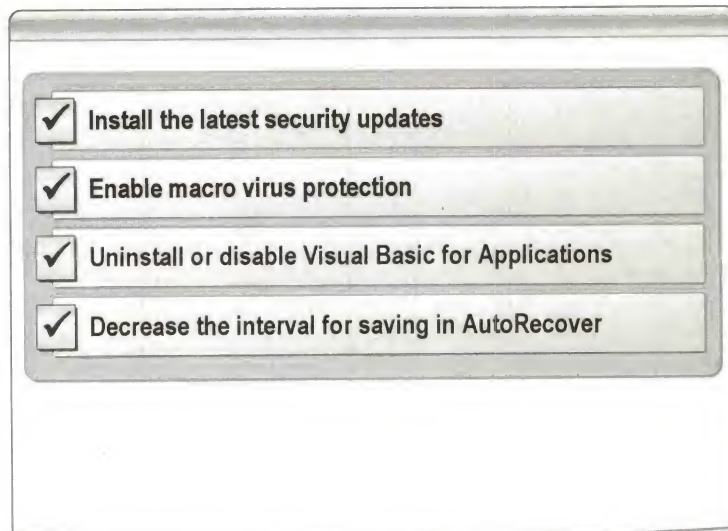 Install the latest security updates
Enable macro virus protection
Uninstall or disable Visual Basic for Applications
Decrease the interval for saving in AutoRecover